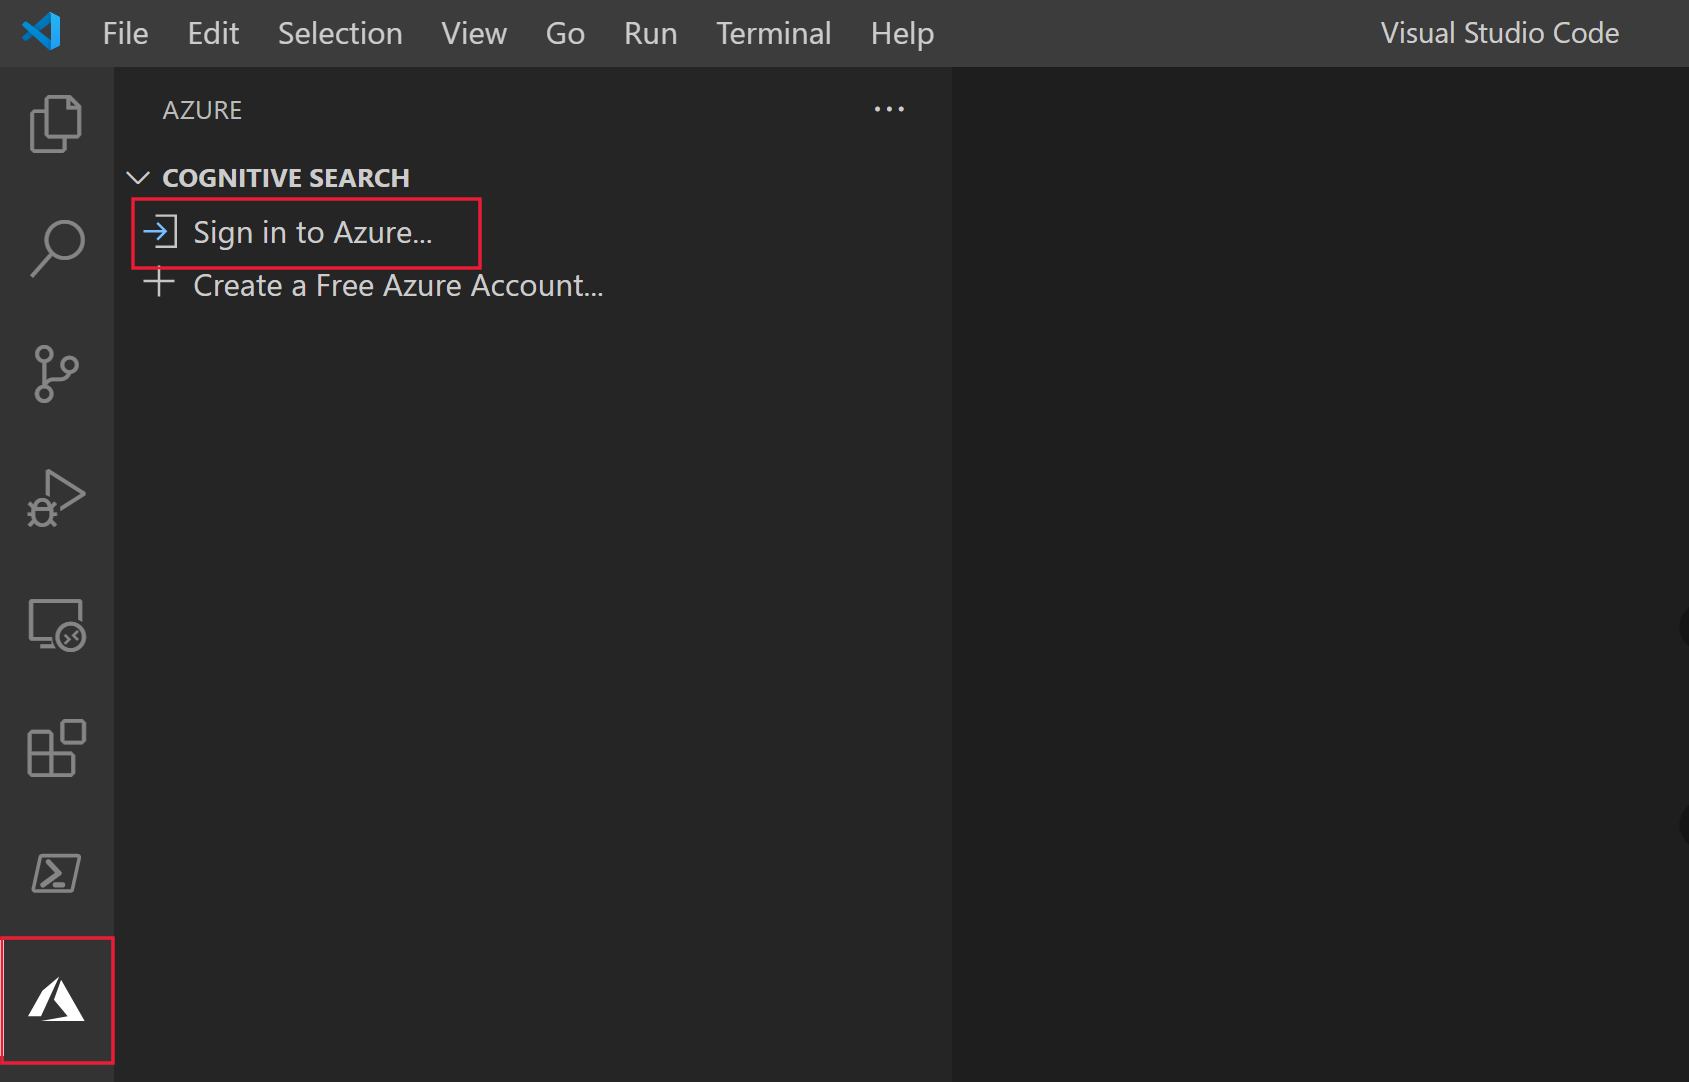 File Edit Selection View Go Run Terminal Help Visual Studio Code
AZURE
COGNITIVE SEARCH
Sign in to Azure...
Create a Free Azure Account...